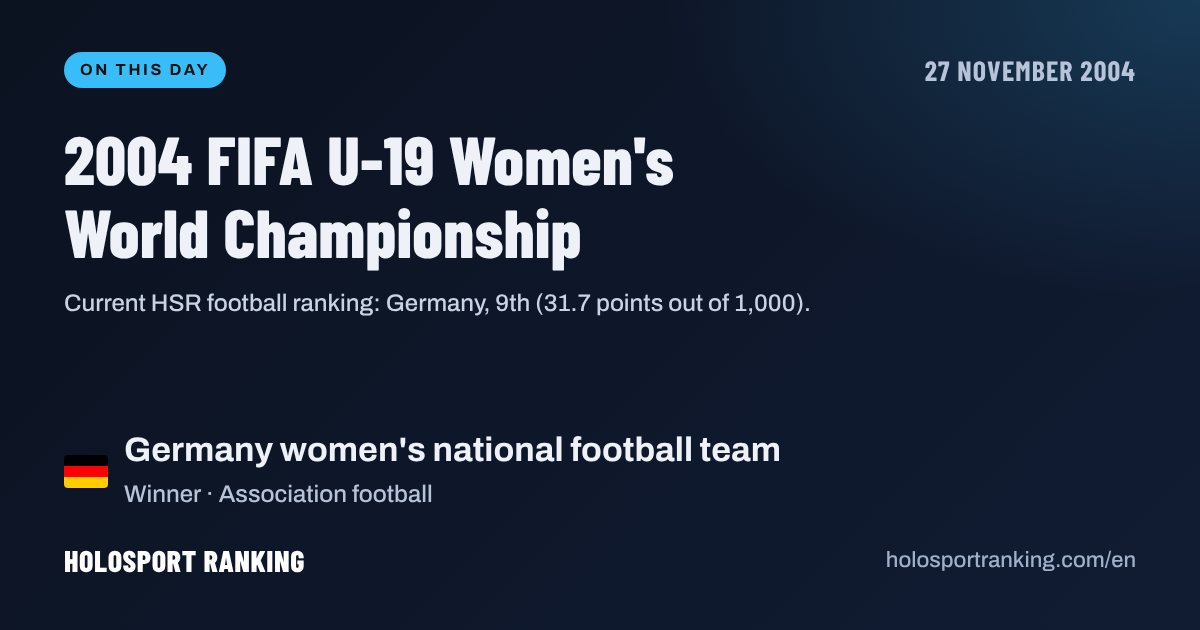 ON THIS DAY
27 NOVEMBER 2004
2004 FIFA U-19 Women's
World Championship
Current HSR football ranking: Germany, 9th (31.7 points out of 1,000).
Germany women's national football team
Winner · Association football
HOLOSPORT RANKING
holosportranking.com/en